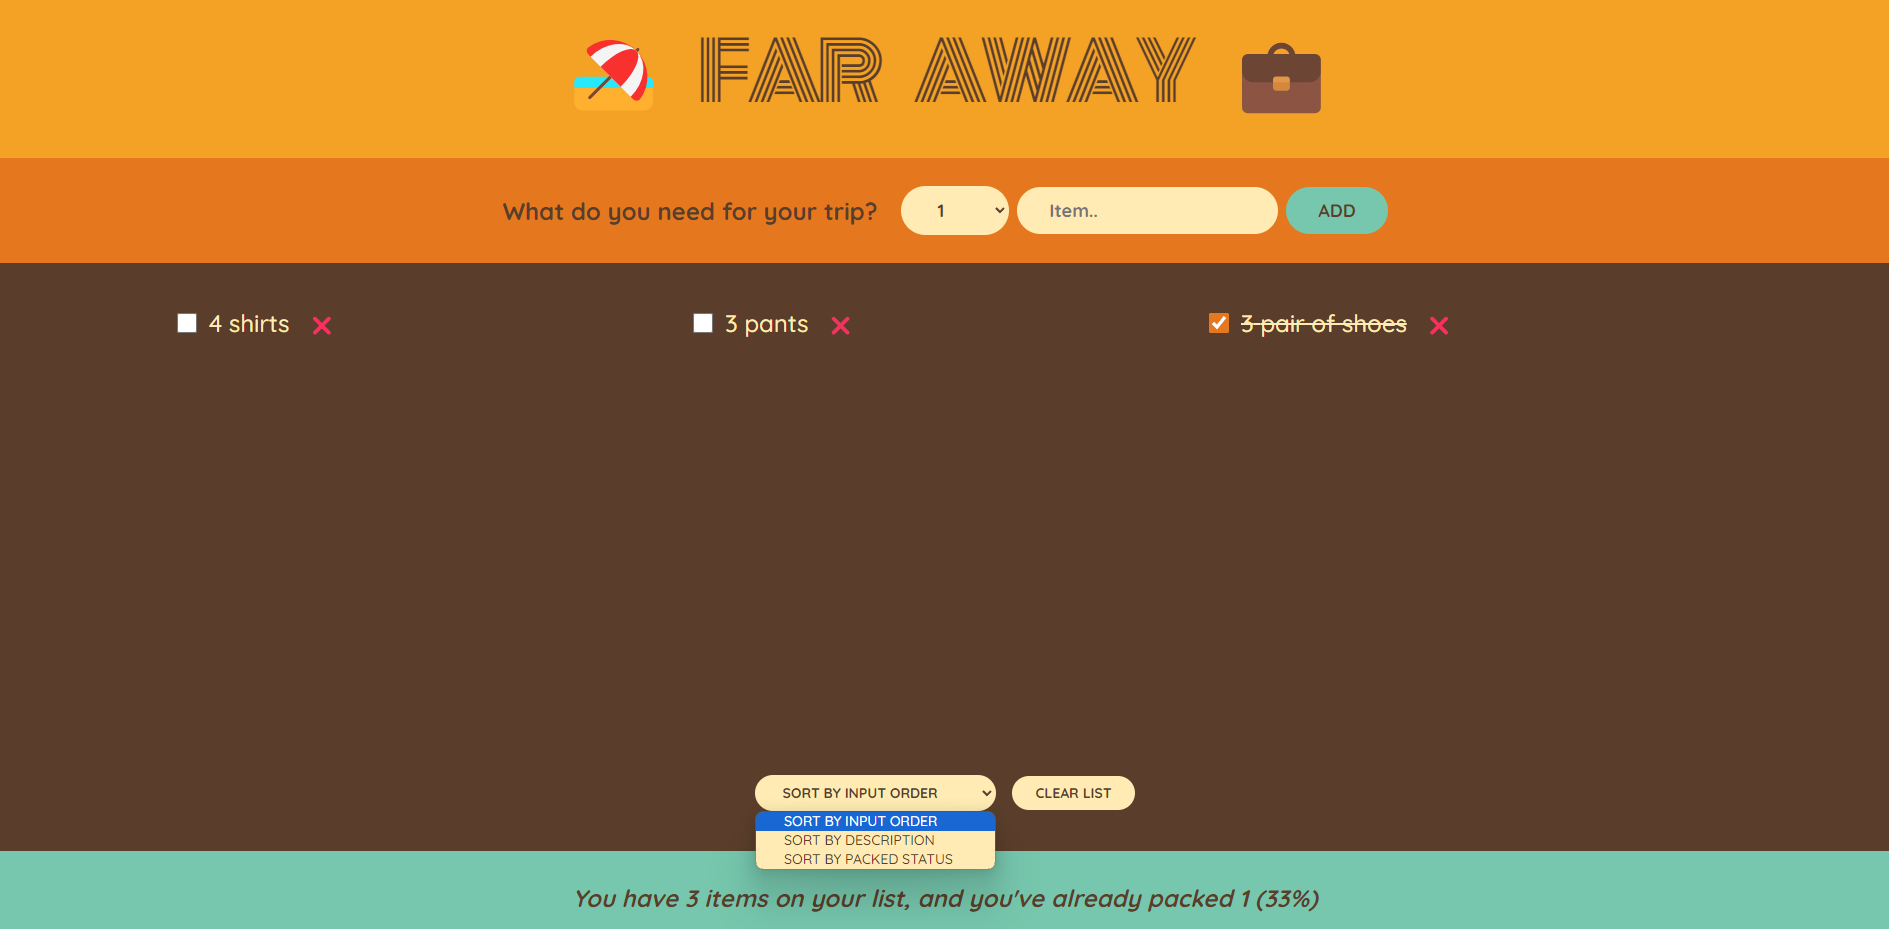 FAR AWAY
What do you need for your trip? 1 Item.. ADD
4 shirts 3 pants 3 pair of shoes
SORT BY INPUT ORDER CLEAR LIST
SORT BY INPUT ORDER
SORT BY DESCRIPTION
SORT BY PACKED STATUS
You have 3 items on your list, and you've already packed 1 (33%)